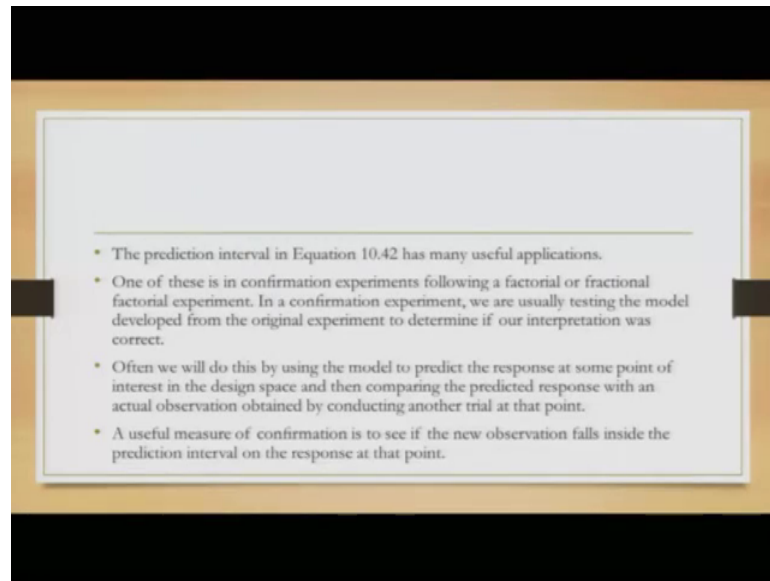 • The prediction interval in Equation 10.42 has many useful applications.
• One of these is in confirmation experiments following a factorial or fractional
factorial experiment. In a confirmation experiment, we are usually testing the model
developed from the original experiment to determine if our interpretation was
correct.
• Often we will do this by using the model to predict the response at some point of
interest in the design space and then comparing the predicted response with an
actual observation obtained by conducting another trial at that point.
• A useful measure of confirmation is to see if the new observation falls inside the
prediction interval on the response at that point.